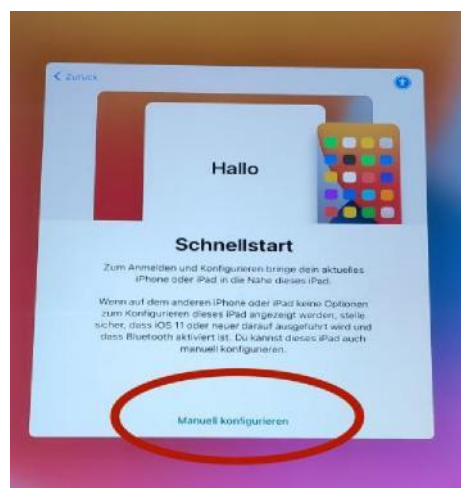 Zurück
Hallo
Schnellstart
Zum Anmelden und Konfigurieren bringe dein aktuelles
iPhone oder iPad in die Nähe dieses iPad.
Wenn auf dem anderen iPhone oder iPad keine Optionen
zum Konfigurieren dieses iPad angezeigt werden, stelle
sicher, dass iOS 11 oder neuer darauf ausgeführt wird und
dass Bluetooth aktiviert ist. Du kannst dieses iPad auch
manuell konfigurieren.
Manuell konfigurieren